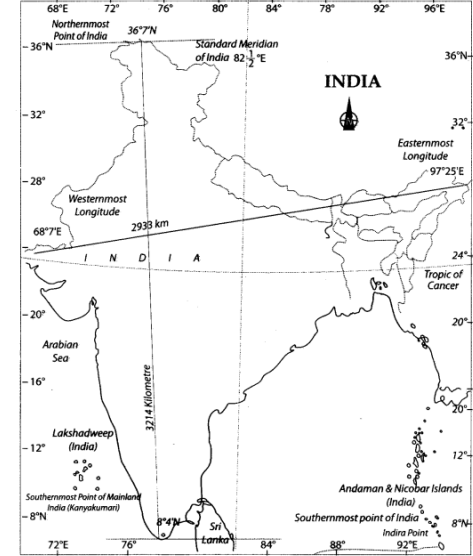 68°E 72° 76° 78° 88° 92° 96°E
Northernmost
Point of India
36°7'N
36°N
Standard Meridian
of India 82 1/2 °E
36°N
INDIA
32°
32°
Easternmost
Longitude
97°25'E
28°
28°
Westernmost
Longitude
2933 km
68°7'E
I N D I A
24°
Tropic of
Cancer
20°
20°
Arabian
Sea
16°
3214 Kilometre
20°
Lakshadweep
(India)
12°
12°
Andaman & Nicobar Islands
(India)
Southernmost Point of Mainland
India (Kanyakumari)
8°4'N
Sri
Lanka
Southernmost point of India
Indira Point
8°N
8°N
72°E 76° 80° 84° 88° 92°E